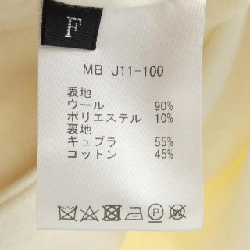 F
MB J11-100
表地
ウール 90%
ポリエステル 10%
裏地
キュプラ 55%
コットン 45%